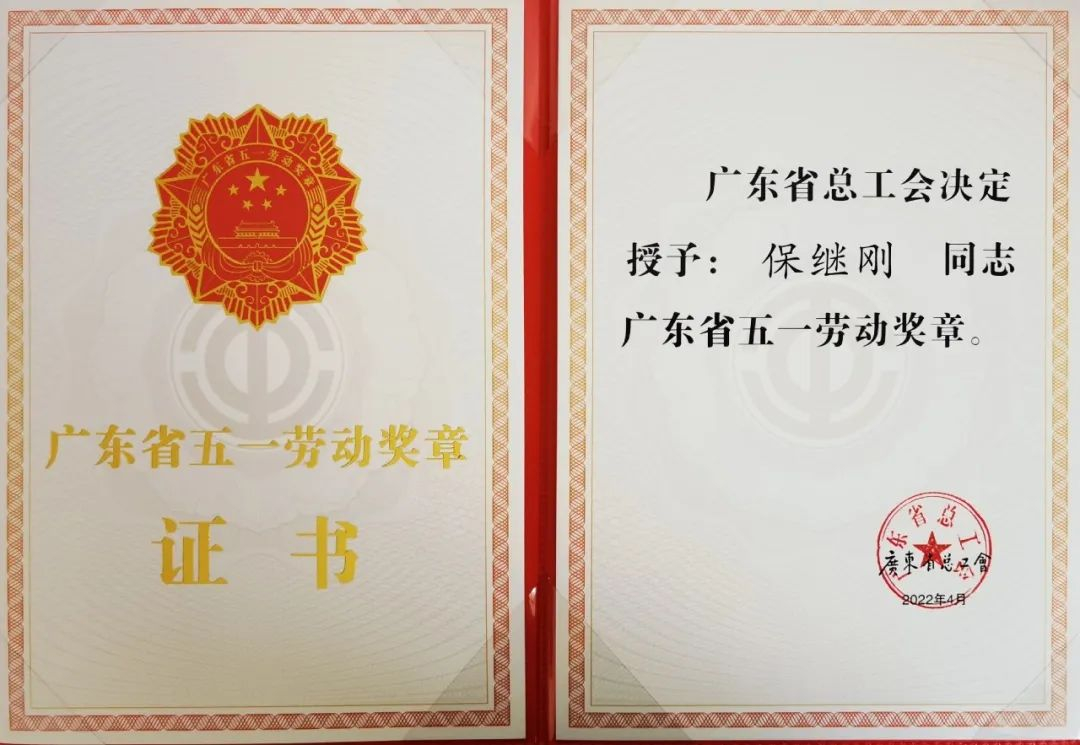 广东省五一劳动奖章
广东省五一劳动奖章
证书
广东省总工会决定
授予：保继刚 同志
广东省五一劳动奖章。
广东省总工会
廣東省总工會
2022年4月